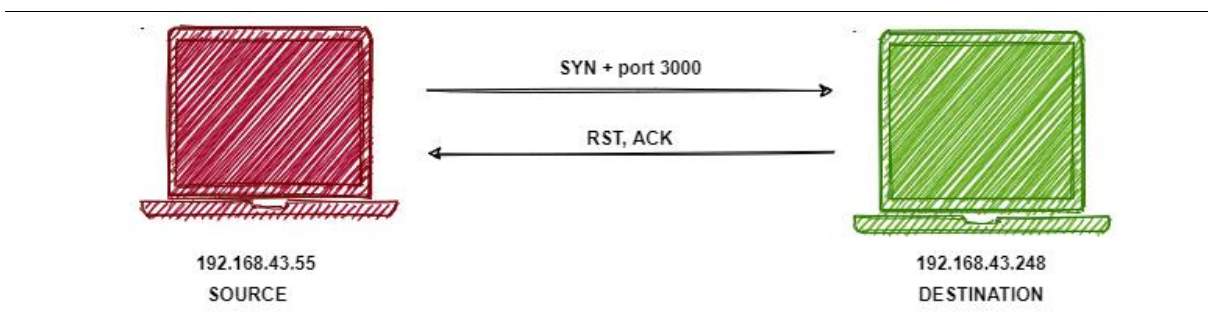 SYN + port 3000
RST, ACK
192.168.43.55
SOURCE
192.168.43.248
DESTINATION